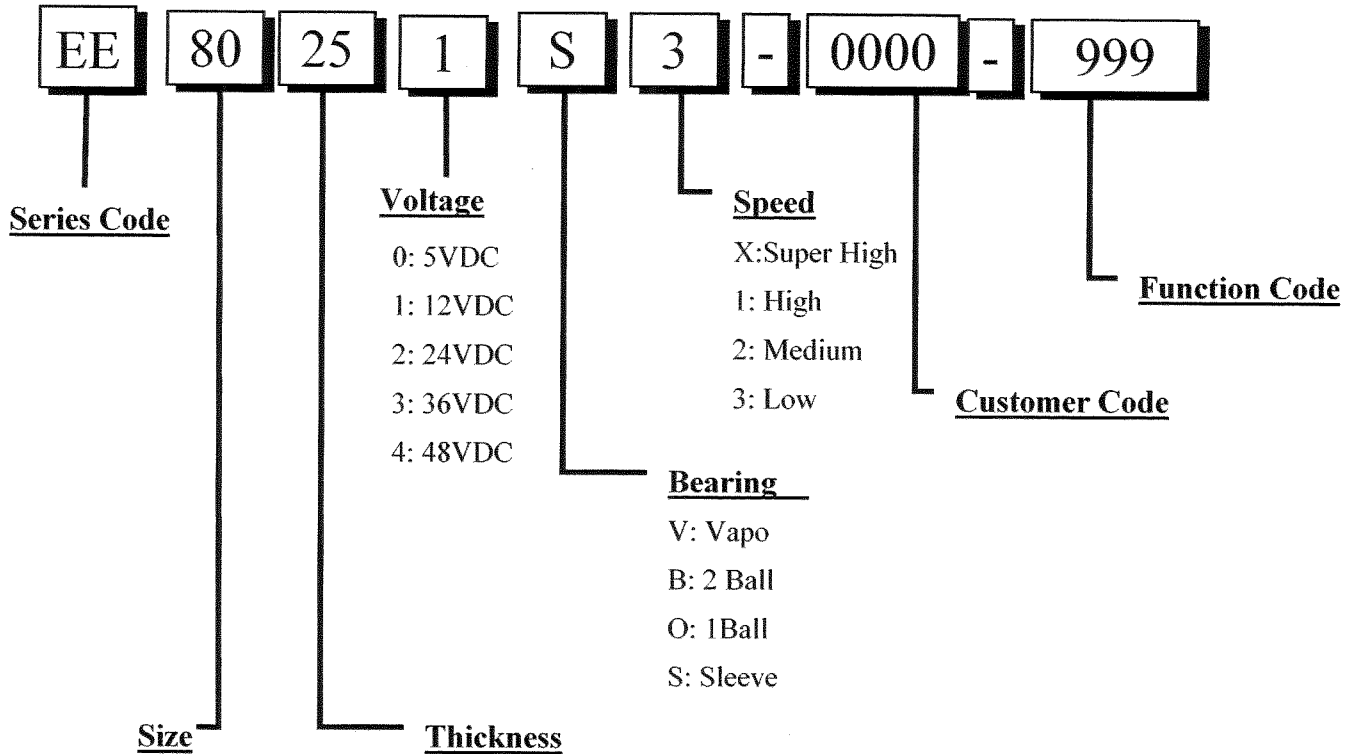 EE 80 25 1 S 3 - 0000 - 999
Series Code
Voltage
0: 5VDC
1: 12VDC
2: 24VDC
3: 36VDC
4: 48VDC
Speed
X:Super High
1: High
2: Medium
3: Low
Function Code
Customer Code
Bearing
V: Vapo
B: 2 Ball
O: 1Ball
S: Sleeve
Size
Thickness